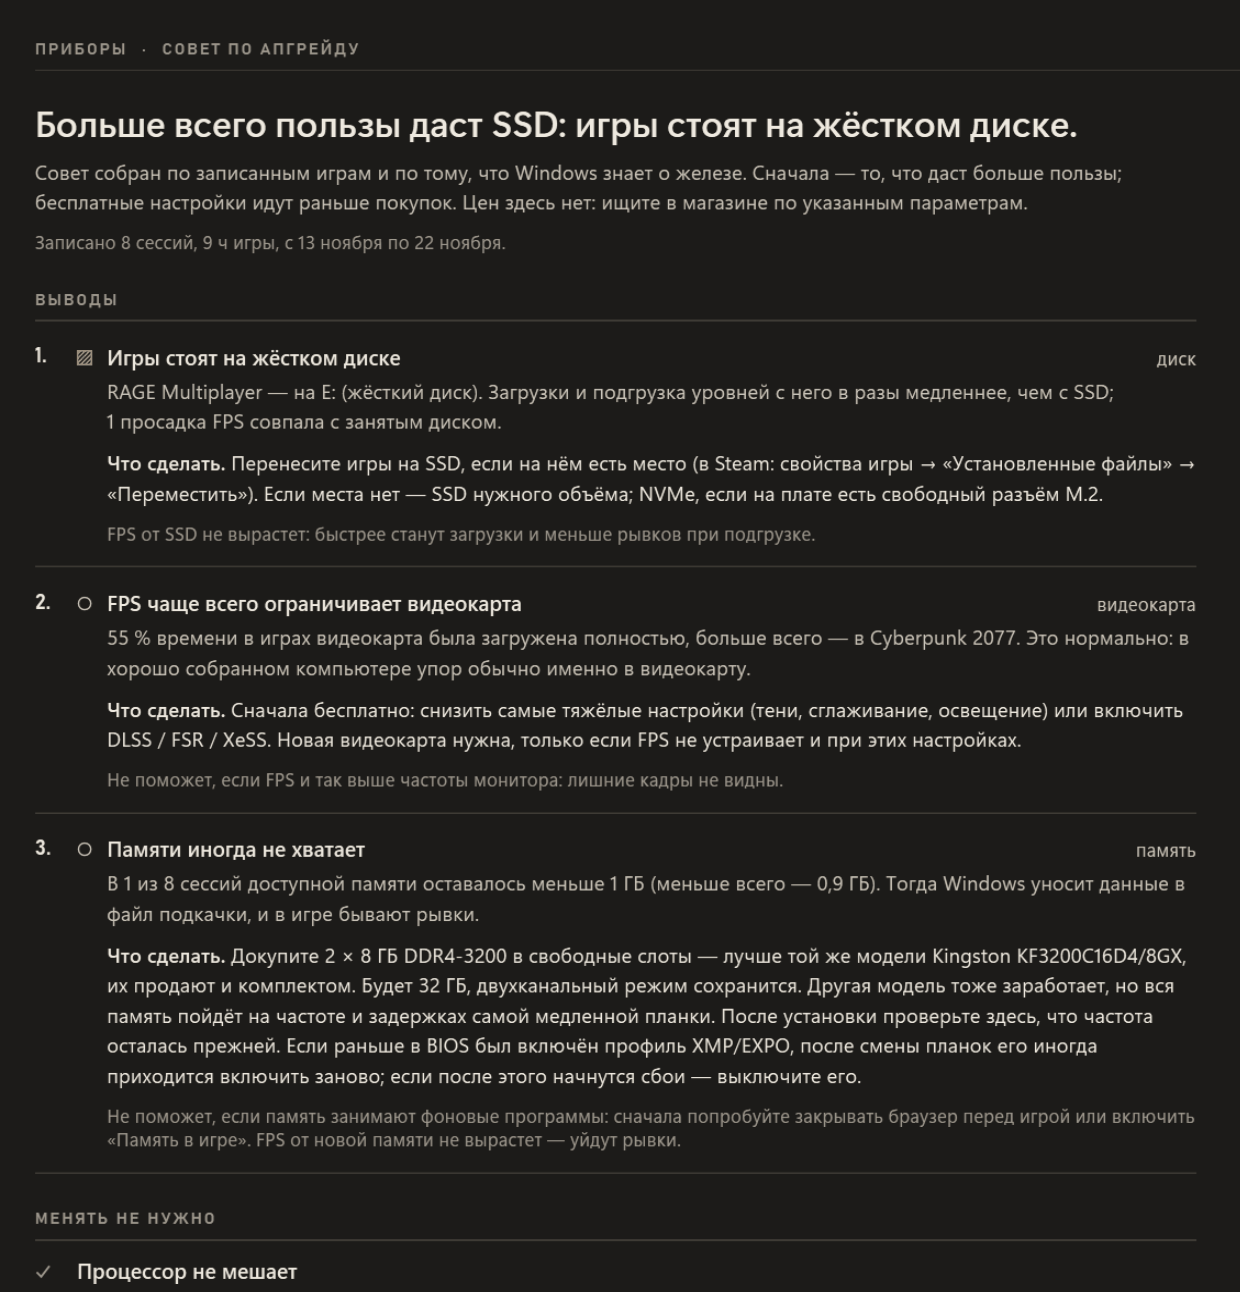 ПРИБОРЫ · СОВЕТ ПО АПГРЕЙДУ
Больше всего пользы даст SSD: игры стоят на жёстком диске.
Совет собран по записанным играм и по тому, что Windows знает о железе. Сначала — то, что даст больше пользы;
бесплатные настройки идут раньше покупок. Цен здесь нет: ищите в магазине по указанным параметрам.
Записано 8 сессий, 9 ч игры, с 13 ноября по 22 ноября.
ВЫВОДЫ
1. Игры стоят на жёстком диске диск
RAGE Multiplayer — на E: (жёсткий диск). Загрузки и подгрузка уровней с него в разы медленнее, чем с SSD;
1 просадка FPS совпала с занятым диском.
Что сделать. Перенесите игры на SSD, если на нём есть место (в Steam: свойства игры → «Установленные файлы» →
«Переместить»). Если места нет — SSD нужного объёма; NVMe, если на плате есть свободный разъём M.2.
FPS от SSD не вырастет: быстрее станут загрузки и меньше рывков при подгрузке.
2. FPS чаще всего ограничивает видеокарта видеокарта
55 % времени в играх видеокарта была загружена полностью, больше всего — в Cyberpunk 2077. Это нормально: в
хорошо собранном компьютере упор обычно именно в видеокарту.
Что сделать. Сначала бесплатно: снизить самые тяжёлые настройки (тени, сглаживание, освещение) или включить
DLSS / FSR / XeSS. Новая видеокарта нужна, только если FPS не устраивает и при этих настройках.
Не поможет, если FPS и так выше частоты монитора: лишние кадры не видны.
3. Памяти иногда не хватает память
В 1 из 8 сессий доступной памяти оставалось меньше 1 ГБ (меньше всего — 0,9 ГБ). Тогда Windows уносит данные в
файл подкачки, и в игре бывают рывки.
Что сделать. Докупите 2 × 8 ГБ DDR4-3200 в свободные слоты — лучше той же модели Kingston KF3200C16D4/8GX,
их продают и комплектом. Будет 32 ГБ, двухканальный режим сохранится. Другая модель тоже заработает, но вся
память пойдёт на частоте и задержках самой медленной планки. После установки проверьте здесь, что частота
осталась прежней. Если раньше в BIOS был включён профиль XMP/EXPO, после смены планок его иногда
приходится включить заново; если после этого начнутся сбои — выключите его.
Не поможет, если память занимают фоновые программы: сначала попробуйте закрывать браузер перед игрой или включить
«Память в игре». FPS от новой памяти не вырастет — уйдут рывки.
МЕНЯТЬ НЕ НУЖНО
Процессор не мешает